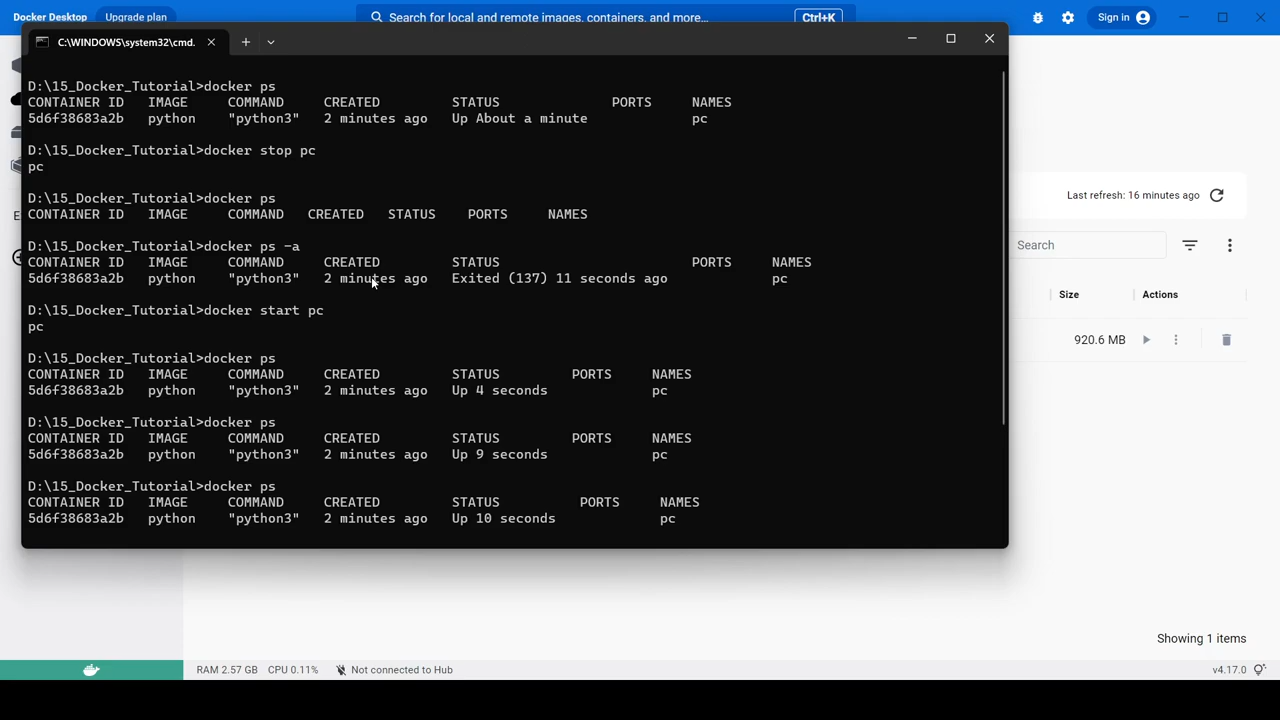 Docker Desktop Upgrade plan Search for local and remote images, containers, and more... Ctrl+K Sign in
C:\WINDOWS\system32\cmd.
D:\15_Docker_Tutorial>docker ps
CONTAINER ID IMAGE COMMAND CREATED STATUS PORTS NAMES
5d6f38683a2b python "python3" 2 minutes ago Up About a minute pc
D:\15_Docker_Tutorial>docker stop pc
pc
D:\15_Docker_Tutorial>docker ps
CONTAINER ID IMAGE COMMAND CREATED STATUS PORTS NAMES
D:\15_Docker_Tutorial>docker ps -a
CONTAINER ID IMAGE COMMAND CREATED STATUS PORTS NAMES
5d6f38683a2b python "python3" 2 minutes ago Exited (137) 11 seconds ago pc
D:\15_Docker_Tutorial>docker start pc
pc
D:\15_Docker_Tutorial>docker ps
CONTAINER ID IMAGE COMMAND CREATED STATUS PORTS NAMES
5d6f38683a2b python "python3" 2 minutes ago Up 4 seconds pc
D:\15_Docker_Tutorial>docker ps
CONTAINER ID IMAGE COMMAND CREATED STATUS PORTS NAMES
5d6f38683a2b python "python3" 2 minutes ago Up 9 seconds pc
D:\15_Docker_Tutorial>docker ps
CONTAINER ID IMAGE COMMAND CREATED STATUS PORTS NAMES
5d6f38683a2b python "python3" 2 minutes ago Up 10 seconds pc
Last refresh: 16 minutes ago
Search
Size Actions
920.6 MB
Showing 1 items
RAM 2.57 GB CPU 0.11% Not connected to Hub v4.17.0